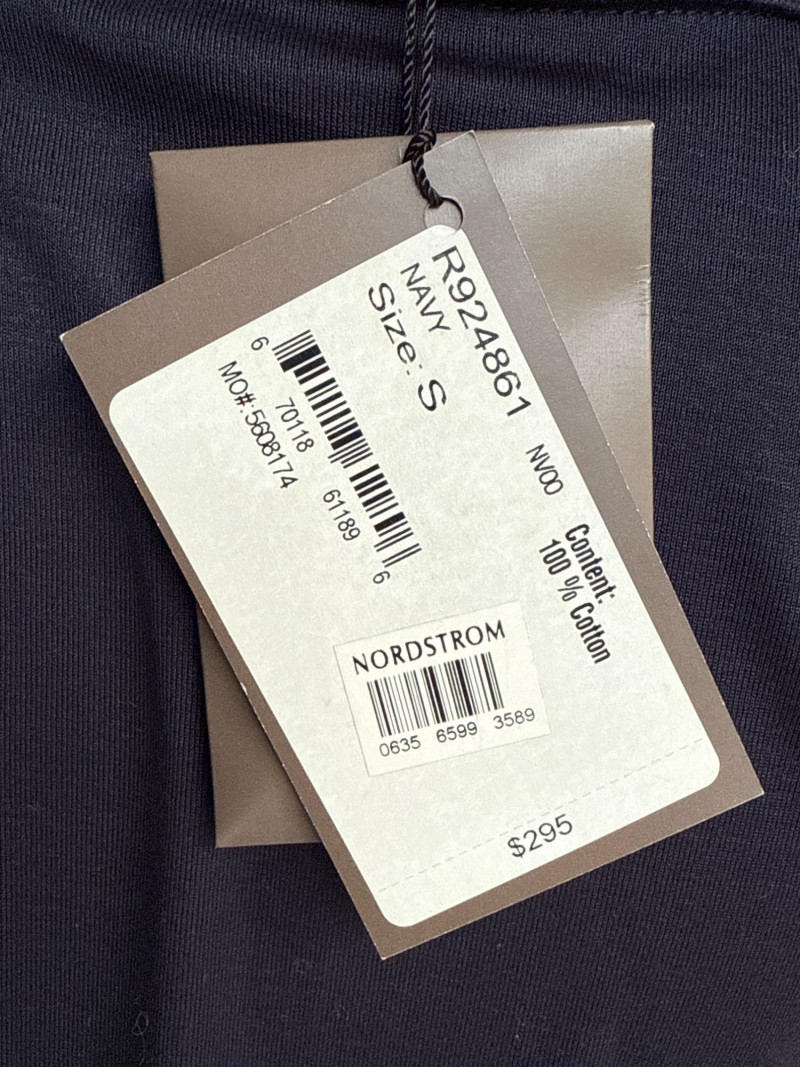 R924861
NAVY
Size: S
NV00
Content:
100 % Cotton
6 70118 61189 6
MO#:5608174
NORDSTROM
0635 6599 3589
$295